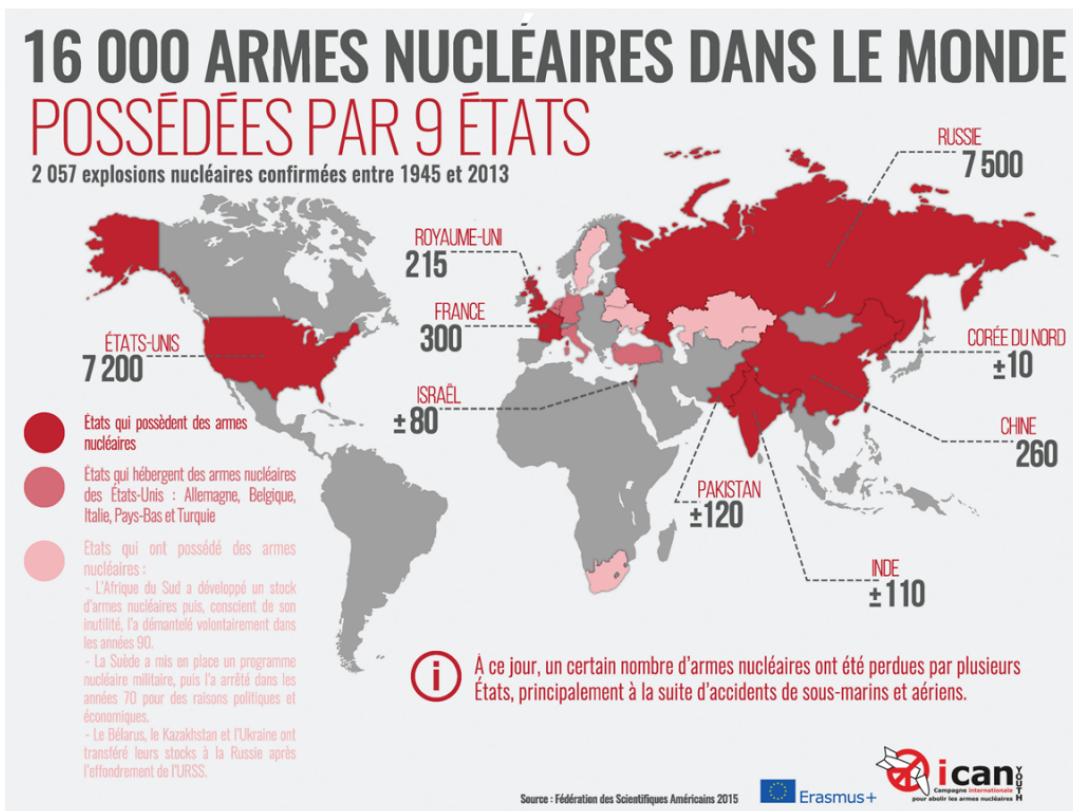 16 000 ARMES NUCLÉAIRES DANS LE MONDE
POSSÉDÉES PAR 9 ÉTATS
2 057 explosions nucléaires confirmées entre 1945 et 2013
RUSSIE
7 500
ROYAUME-UNI
215
FRANCE
300
ÉTATS-UNIS
7 200
CORÉE DU NORD
±10
ISRAËL
±80
CHINE
260
PAKISTAN
±120
INDE
±110
États qui possèdent des armes
nucléaires
États qui hébergent des armes nucléaires
des États-Unis : Allemagne, Belgique,
Italie, Pays-Bas et Turquie
États qui ont possédé des armes
nucléaires :
- L'Afrique du Sud a développé un stock
d'armes nucléaires puis, conscient de son
inutilité, l'a démantelé volontairement dans
les années 90.
- La Suède a mis en place un programme
nucléaire militaire, puis l'a arrêté dans les
années 70 pour des raisons politiques et
économiques.
- Le Bélarus, le Kazakhstan et l'Ukraine ont
transféré leurs stocks à la Russie après
l'effondrement de l'URSS.
i
À ce jour, un certain nombre d'armes nucléaires ont été perdues par plusieurs
États, principalement à la suite d'accidents de sous-marins et aériens.
Source : Fédération des Scientifiques Américains 2015
Erasmus+
ican
YOUTH
Campagne internationale
pour abolir les armes nucléaires